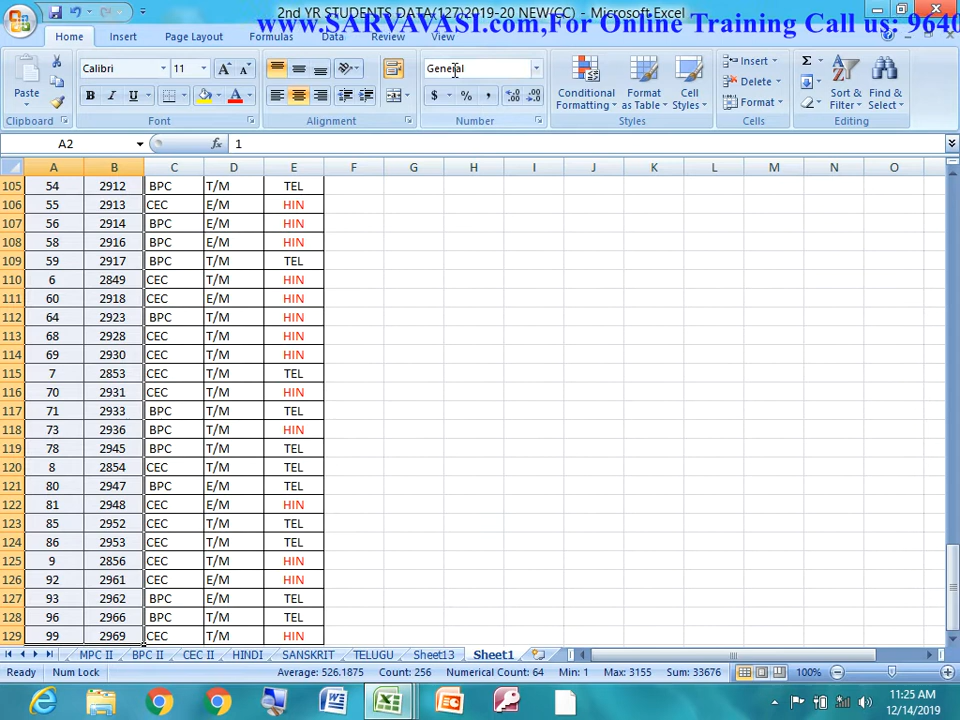 2nd YR STUDENTS DATA(127)2019-20 NEW(CC) - Microsoft Excel
www.SARVAVASI.com,For Online Training Call us: 9640
Home Insert Page Layout Formulas Data Review View
Calibri 11 General Insert Σ
Paste B I U $ % , Conditional Formatting Format as Table Cell Styles Delete Format Sort & Filter Find & Select
Clipboard Font Alignment Number Styles Cells Editing
A2 fx 1
A B C D E F G H I J K L M N O
105 54 2912 BPC T/M TEL
106 55 2913 CEC E/M HIN
107 56 2914 BPC E/M HIN
108 58 2916 BPC E/M HIN
109 59 2917 BPC T/M TEL
110 6 2849 CEC T/M HIN
111 60 2918 CEC E/M HIN
112 64 2923 BPC T/M HIN
113 68 2928 CEC T/M HIN
114 69 2930 CEC T/M HIN
115 7 2853 CEC T/M TEL
116 70 2931 CEC T/M HIN
117 71 2933 BPC T/M TEL
118 73 2936 BPC T/M HIN
119 78 2945 BPC T/M TEL
120 8 2854 CEC T/M TEL
121 80 2947 BPC E/M TEL
122 81 2948 CEC E/M HIN
123 85 2952 CEC T/M TEL
124 86 2953 CEC T/M TEL
125 9 2856 CEC T/M HIN
126 92 2961 CEC E/M HIN
127 93 2962 BPC E/M TEL
128 96 2966 BPC T/M TEL
129 99 2969 CEC T/M HIN
MPC II BPC II CEC II HINDI SANSKRIT TELUGU Sheet13 Sheet1
Ready Num Lock Average: 526.1875 Count: 256 Numerical Count: 64 Min: 1 Max: 3155 Sum: 33676 100%
11:25 AM
12/14/2019